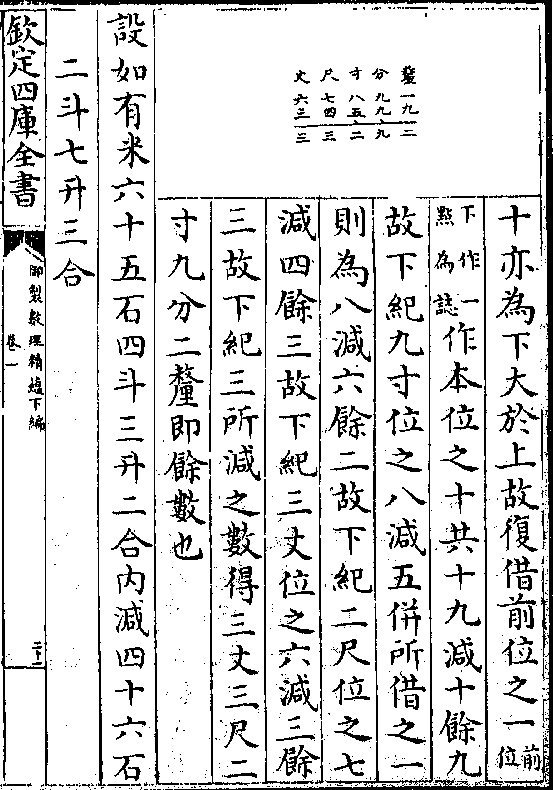 釐一九二
分九九九
寸八五二
尺七四三
丈六三三
十亦為下大於上故復借前位之一前位
下作一點為誌作本位之十共十九減十餘九
故下紀九寸位之八減五併所借之一
則為八減六餘二故下紀二尺位之七
減四餘三故下紀三丈位之六減三餘
三故下紀三所減之數得三丈三尺二
寸九分二釐即餘數也
設如有米六十五石四斗三升二合內減四十六石
二斗七升三合
欽定四庫全書
御製數理精蘊下編
卷一